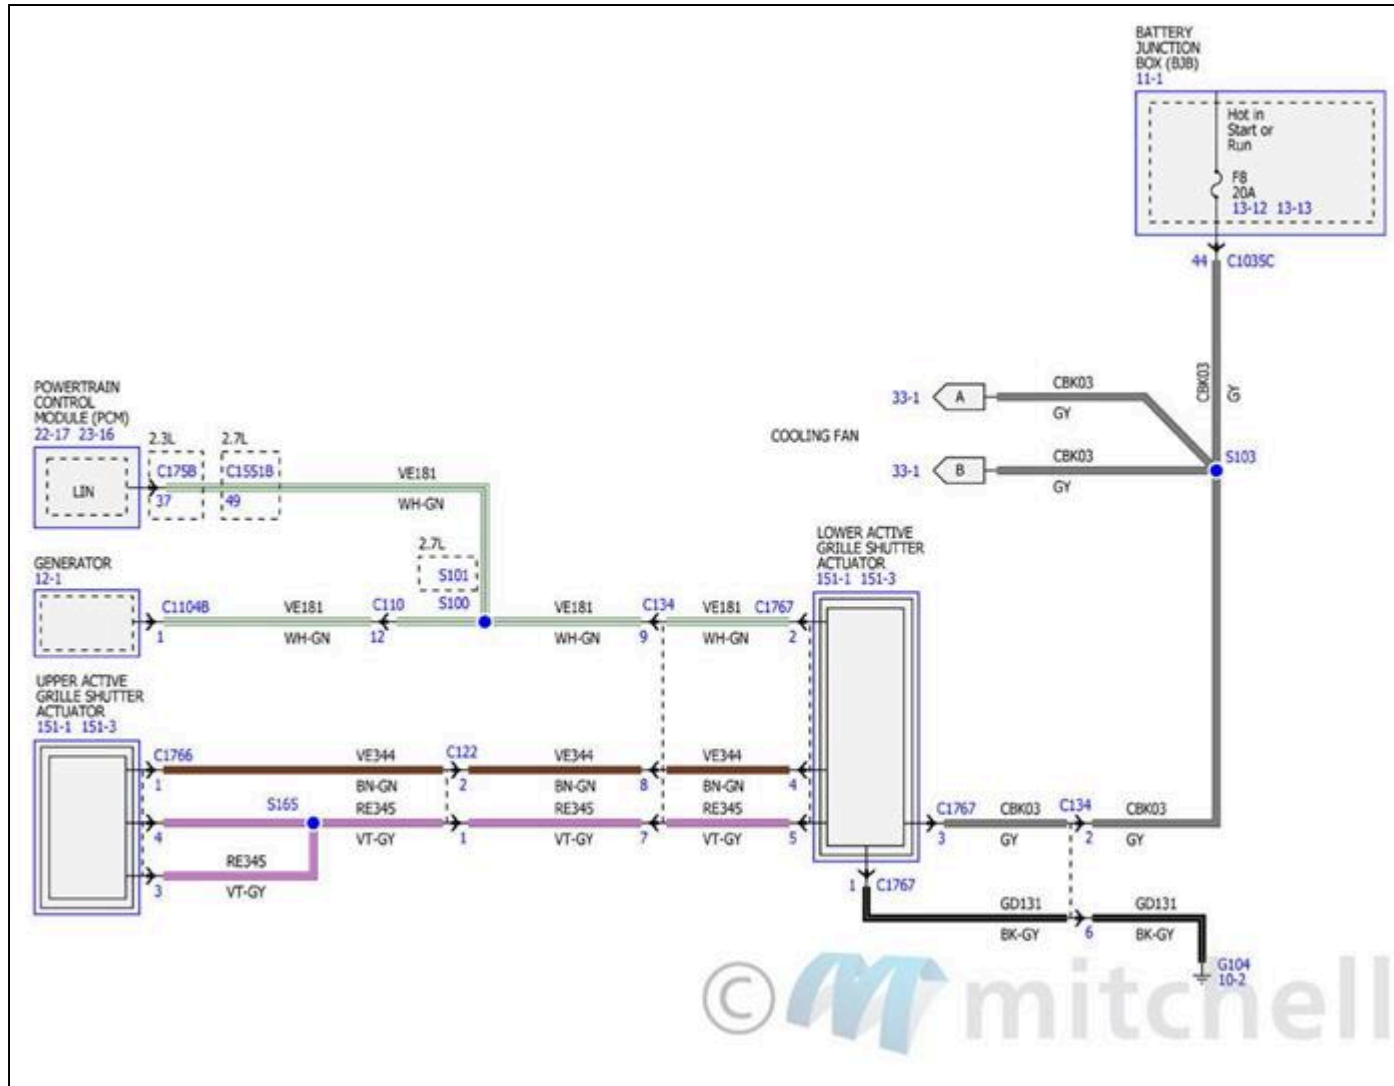 BATTERY
JUNCTION
BOX (BJB)
11-1
Hot in
Start or
Run
F8
20A
13-12 13-13
44 C1035C
CBK03
GY
33-1 A
CBK03
GY
COOLING FAN
33-1 B
CBK03
GY
S103
POWERTRAIN
CONTROL
MODULE (PCM)
22-17 23-16
LIN
2.3L
C175B
37
2.7L
C1551B
49
VE181
WH-GN
2.7L
S101
S100
GENERATOR
12-1
C1104B
1
VE181
WH-GN
C110
12
VE181
WH-GN
C134
9
VE181
WH-GN
C1767
2
LOWER ACTIVE
GRILLE SHUTTER
ACTUATOR
151-1 151-3
UPPER ACTIVE
GRILLE SHUTTER
ACTUATOR
151-1 151-3
C1766
1
VE344
BN-GN
C122
2
VE344
BN-GN
8
VE344
BN-GN
4
4
S165
RE345
VT-GY
1
RE345
VT-GY
7
RE345
VT-GY
5
3
RE345
VT-GY
C1767
3
CBK03
GY
C134
2
CBK03
GY
1 C1767
GD131
BK-GY
6
GD131
BK-GY
G104
10-2
© mitchell